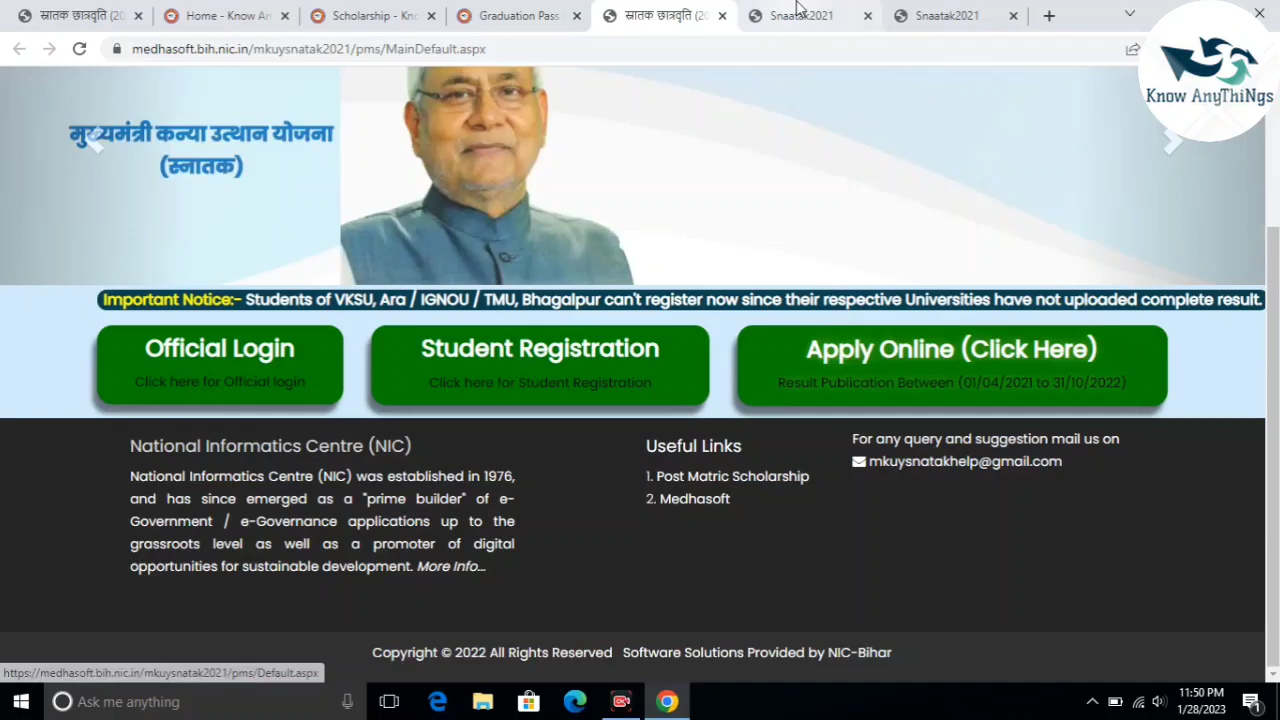 स्नातक छात्रवृति (20
Home - Know An
Scholarship - Kno
Graduation Pass
स्नातक छात्रवृति (20
Snaatak2021
Snaatak2021
medhasoft.bih.nic.in/mkuysnatak2021/pms/MainDefault.aspx
Know AnyThiNgs
मुख्यमंत्री कन्या उत्थान योजना
(स्नातक)
Important Notice:- Students of VKSU, Ara / IGNOU / TMU, Bhagalpur can't register now since their respective Universities have not uploaded complete result.
Official Login
Click here for Official login
Student Registration
Click here for Student Registration
Apply Online (Click Here)
Result Publication Between (01/04/2021 to 31/10/2022)
National Informatics Centre (NIC)
National Informatics Centre (NIC) was established in 1976,
and has since emerged as a "prime builder" of e-
Government / e-Governance applications up to the
grassroots level as well as a promoter of digital
opportunities for sustainable development. More Info...
Useful Links
1. Post Matric Scholarship
2. Medhasoft
For any query and suggestion mail us on
mkuysnatakhelp@gmail.com
Copyright © 2022 All Rights Reserved Software Solutions Provided by NIC-Bihar
https://medhasoft.bih.nic.in/mkuysnatak2021/pms/Default.aspx
Ask me anything
11:50 PM
1/28/2023